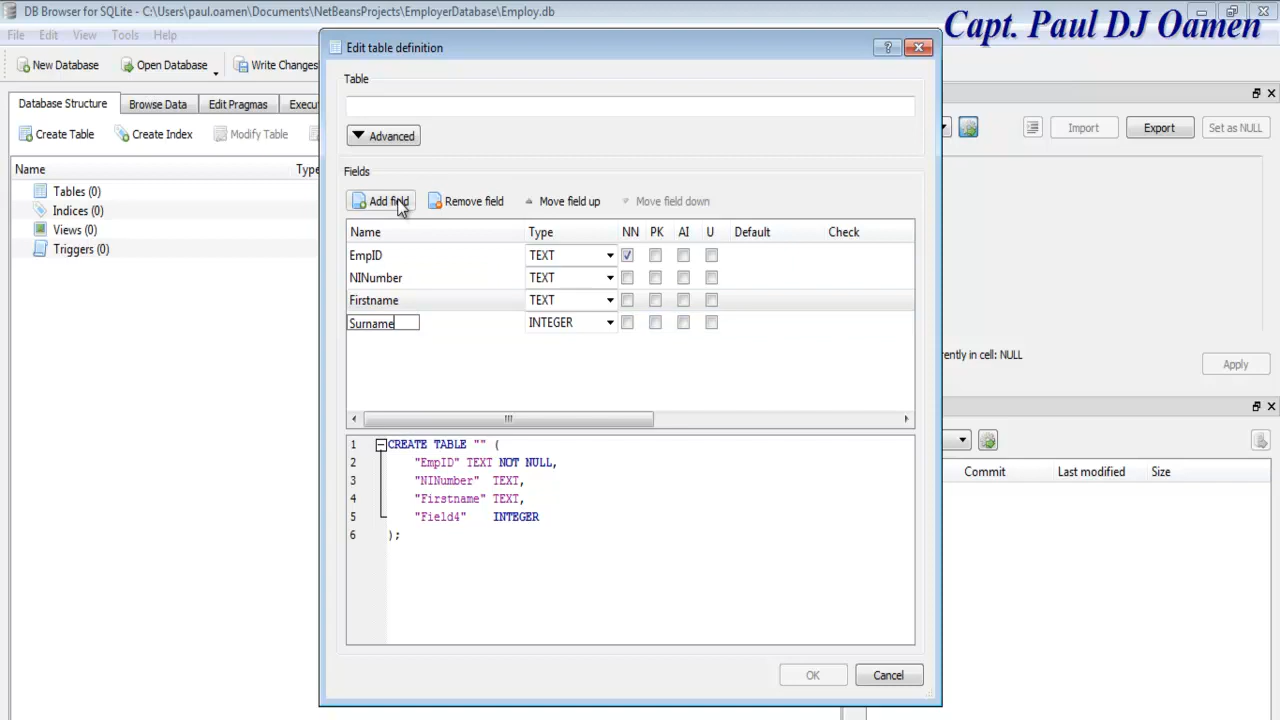 DB Browser for SQLite - C:\Users\paul.oamen\Documents\NetBeansProjects\EmployerDatabase\Employ.db
Capt. Paul DJ Oamen
File Edit View Tools Help
New Database Open Database Write Changes
Edit table definition
Table
Advanced
Database Structure Browse Data Edit Pragmas Execu
Create Table Create Index Modify Table
Import Export Set as NULL
Name Type
Tables (0)
Indices (0)
Views (0)
Triggers (0)
Fields
Add field Remove field Move field up Move field down
Name Type NN PK AI U Default Check
EmpID TEXT
NINumber TEXT
Firstname TEXT
Surname INTEGER
rently in cell: NULL
Apply
1 CREATE TABLE "" (
2 "EmpID" TEXT NOT NULL,
3 "NINumber" TEXT,
4 "Firstname" TEXT,
5 "Field4" INTEGER
6 );
Commit Last modified Size
OK Cancel